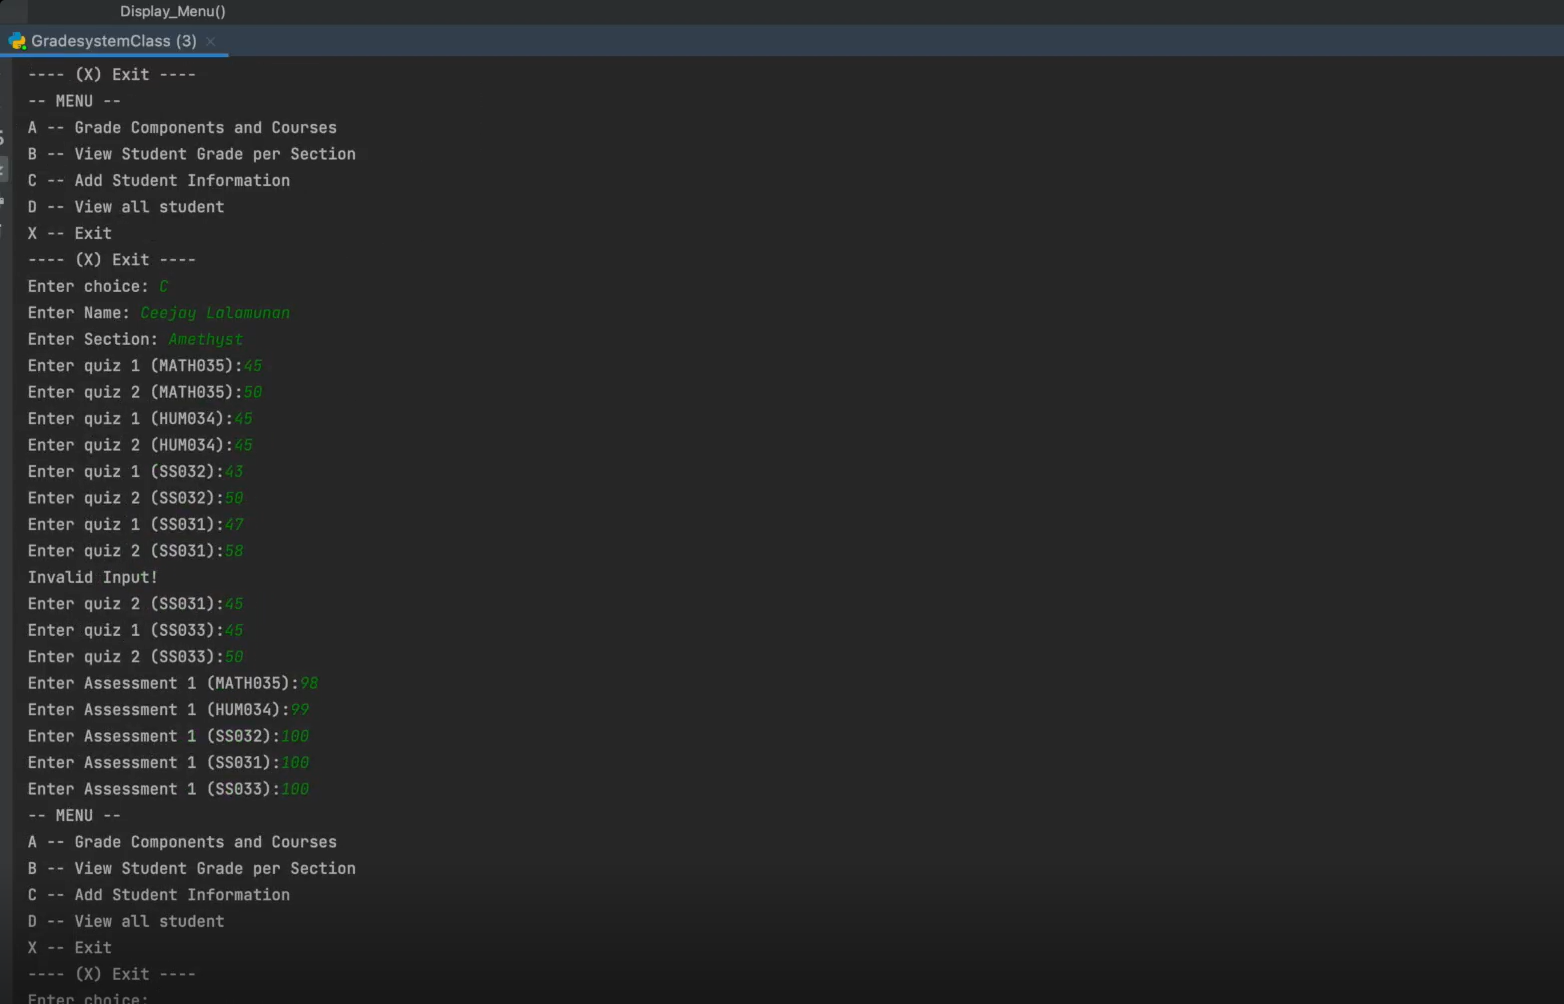 Display_Menu()
GradesystemClass (3) ×
---- (X) Exit ----
-- MENU --
A -- Grade Components and Courses
B -- View Student Grade per Section
C -- Add Student Information
D -- View all student
X -- Exit
---- (X) Exit ----
Enter choice: C
Enter Name: Ceejay Lalamunan
Enter Section: Amethyst
Enter quiz 1 (MATH035):45
Enter quiz 2 (MATH035):50
Enter quiz 1 (HUM034):45
Enter quiz 2 (HUM034):45
Enter quiz 1 (SS032):43
Enter quiz 2 (SS032):50
Enter quiz 1 (SS031):47
Enter quiz 2 (SS031):58
Invalid Input!
Enter quiz 2 (SS031):45
Enter quiz 1 (SS033):45
Enter quiz 2 (SS033):50
Enter Assessment 1 (MATH035):98
Enter Assessment 1 (HUM034):99
Enter Assessment 1 (SS032):100
Enter Assessment 1 (SS031):100
Enter Assessment 1 (SS033):100
-- MENU --
A -- Grade Components and Courses
B -- View Student Grade per Section
C -- Add Student Information
D -- View all student
X -- Exit
---- (X) Exit ----
Enter choice: